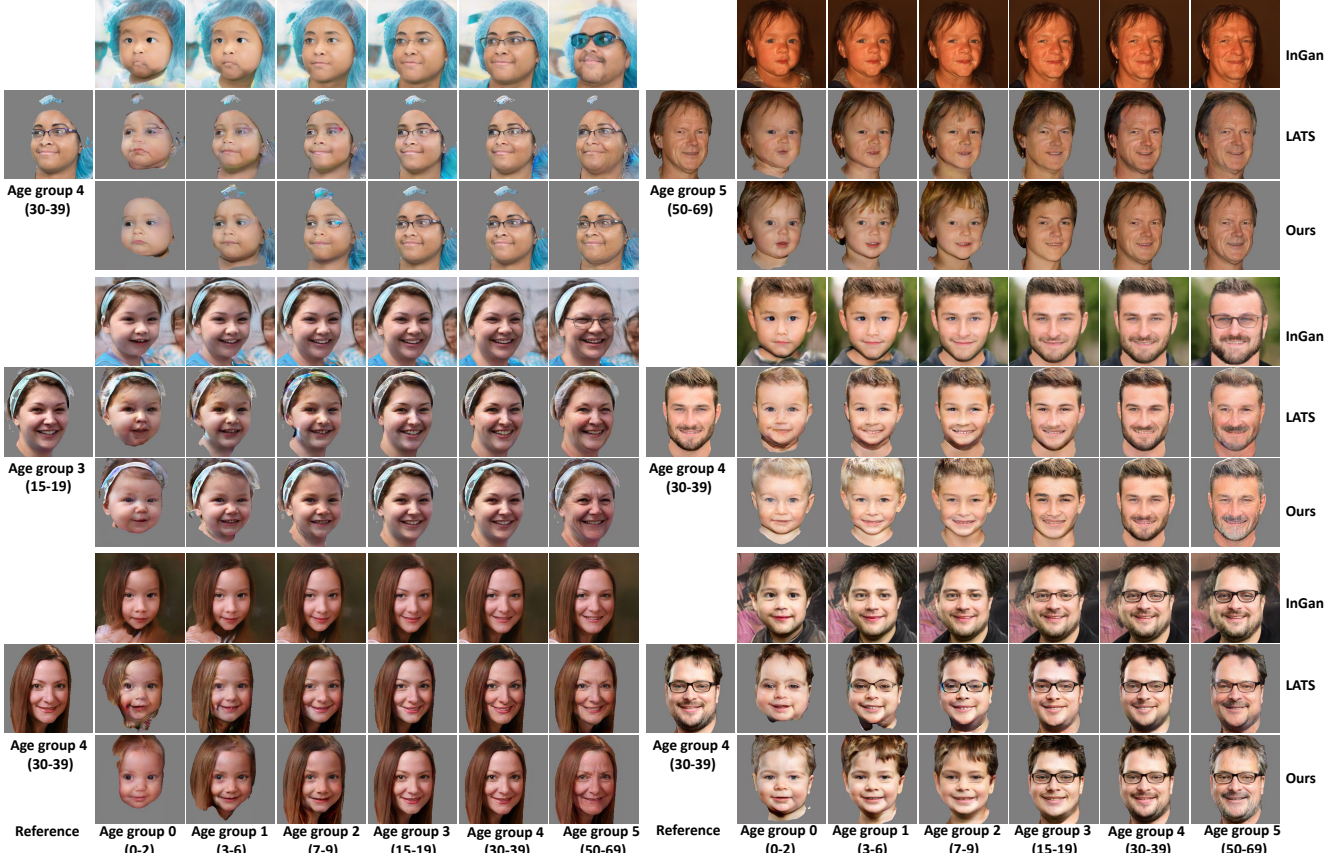 InGan
LATS
Age group 4
(30-39)
Age group 5
(50-69)
Ours
InGan
LATS
Age group 3
(15-19)
Age group 4
(30-39)
Ours
InGan
LATS
Age group 4
(30-39)
Age group 4
(30-39)
Ours
Reference Age group 0 Age group 1 Age group 2 Age group 3 Age group 4 Age group 5 Reference Age group 0 Age group 1 Age group 2 Age group 3 Age group 4 Age group 5
(0-2) (3-6) (7-9) (15-19) (30-39) (50-69) (0-2) (3-6) (7-9) (15-19) (30-39) (50-69)